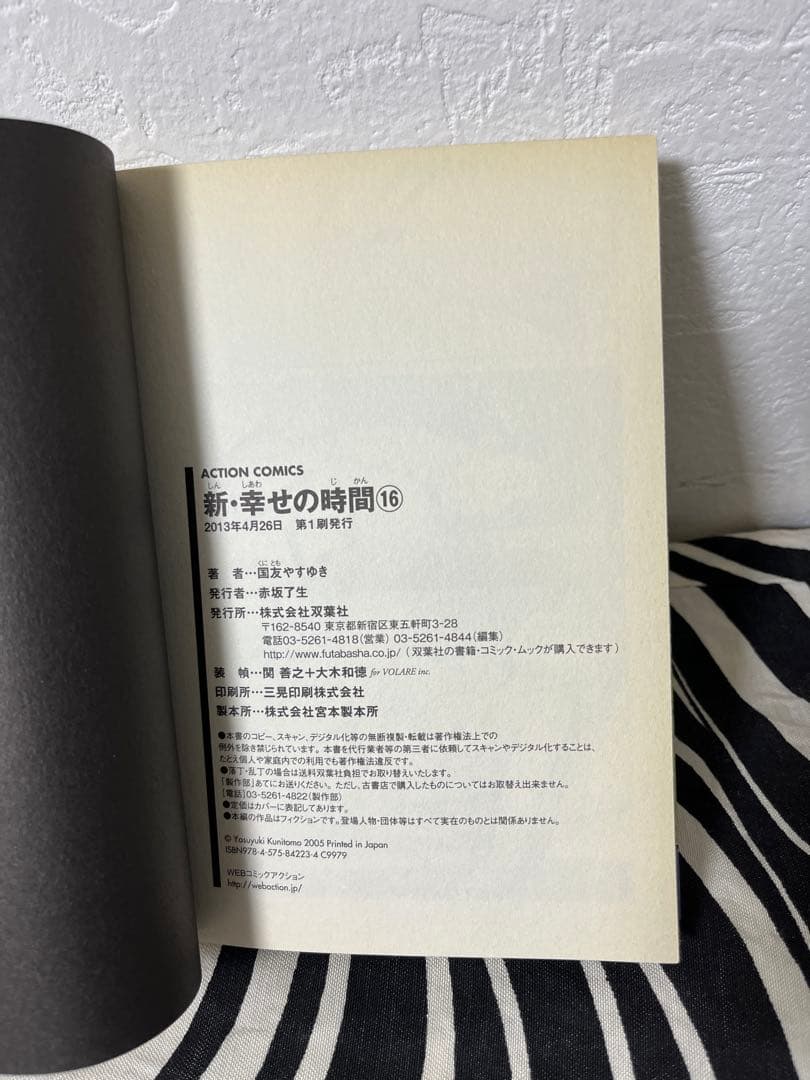 ACTION COMICS
しん しあわ じ かん
新・幸せの時間⑯
2013年4月26日 第1刷発行
くに とも
著 者…国友やすゆき
発行者…赤坂了生
発行所…株式会社双葉社
〒162-8540 東京都新宿区東五軒町3-28
電話03-5261-4818(営業) 03-5261-4844(編集)
http://www.futabasha.co.jp/ (双葉社の書籍・コミック・ムックが購入できます)
装 幀…関 善之+大木和徳 for VOLARE inc.
印刷所…三晃印刷株式会社
製本所…株式会社宮本製本所
●本書のコピー、スキャン、デジタル化等の無断複製・転載は著作権法上での
例外を除き禁じられています。本書を代行業者等の第三者に依頼してスキャンやデジタル化することは、
たとえ個人や家庭内での利用でも著作権法違反です。
●落丁・乱丁の場合は送料双葉社負担でお取り替えいたします。
「製作部」あてにお送りください。ただし、古書店で購入したものについてはお取替え出来ません。
[電話]03-5261-4822(製作部)
●定価はカバーに表記してあります。
●本編の作品はフィクションです。登場人物・団体等はすべて実在のものとは関係ありません。
© Yasuyuki Kunitomo 2005 Printed in Japan
ISBN978-4-575-84223-4 C9979
WEBコミックアクション
http://webaction.jp/